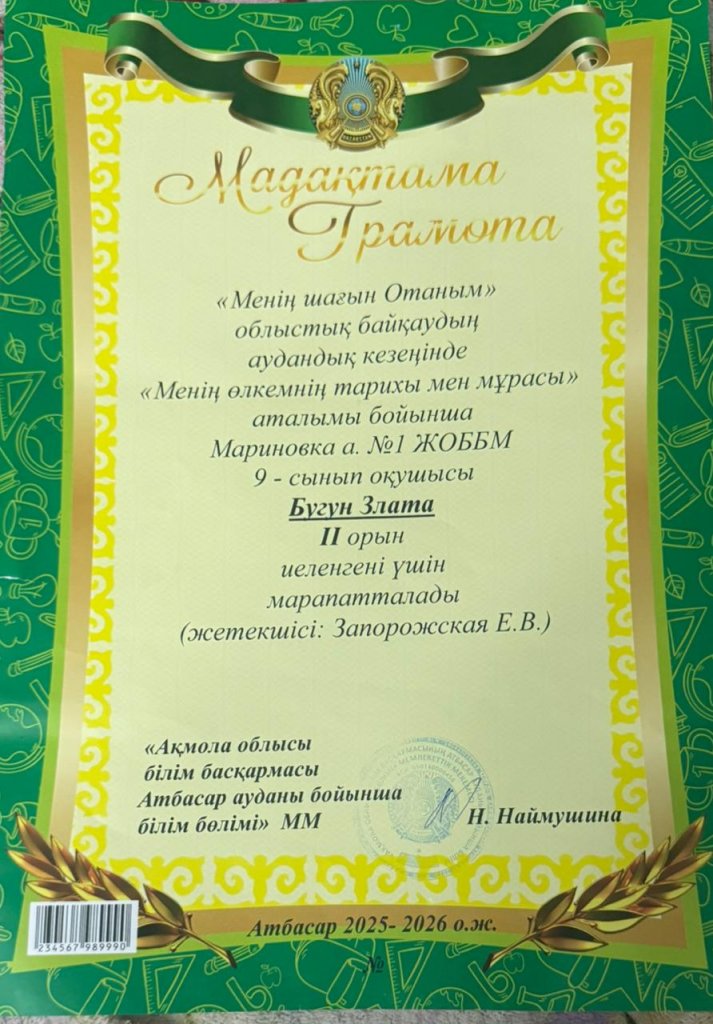 Мадақтама
Грамота
«Менің шағын Отаным»
облыстық байқаудың
аудандық кезеңінде
«Менің өлкемнің тарихы мен мұрасы»
аталымы бойынша
Мариновка а. №1 ЖОББМ
9 - сынып оқушысы
Бугун Злата
II орын
иеленгені үшін
марапатталады
(жетекшісі: Запорожская Е.В.)
«Ақмола облысы
білім басқармасы
Атбасар ауданы бойынша
білім бөлімі» ММ
Н. Наймушина
Атбасар 2025- 2026 о.ж.
234567 989990
№